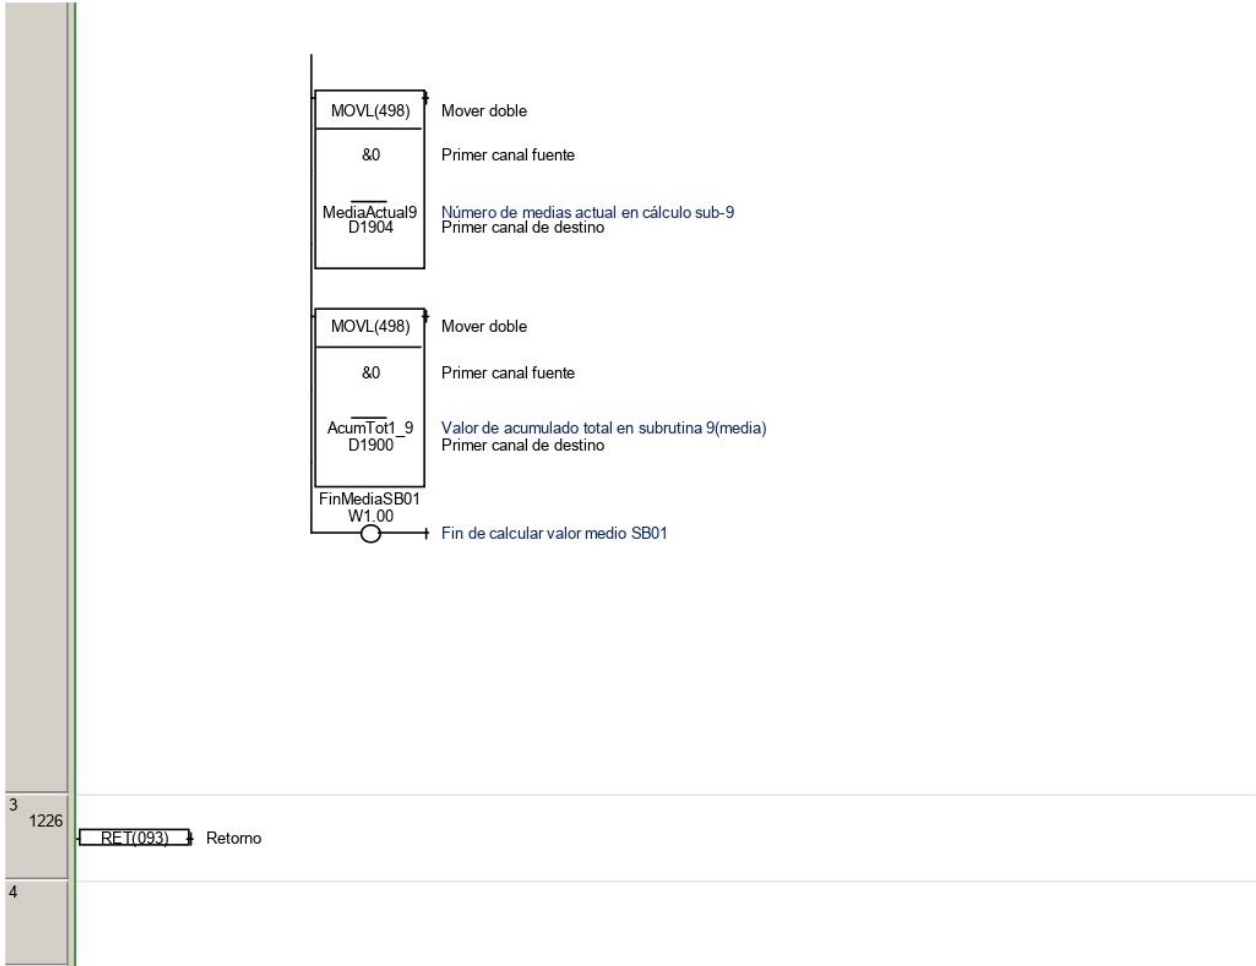 MOVL(498) Mover doble
&0 Primer canal fuente
MediaActual9 Número de medias actual en cálculo sub-9
D1904 Primer canal de destino
MOVL(498) Mover doble
&0 Primer canal fuente
AcumTot1_9 Valor de acumulado total en subrutina 9(media)
D1900 Primer canal de destino
FinMediaSB01
W1.00
Fin de calcular valor medio SB01
3
1226
RET(093) Retorno
4